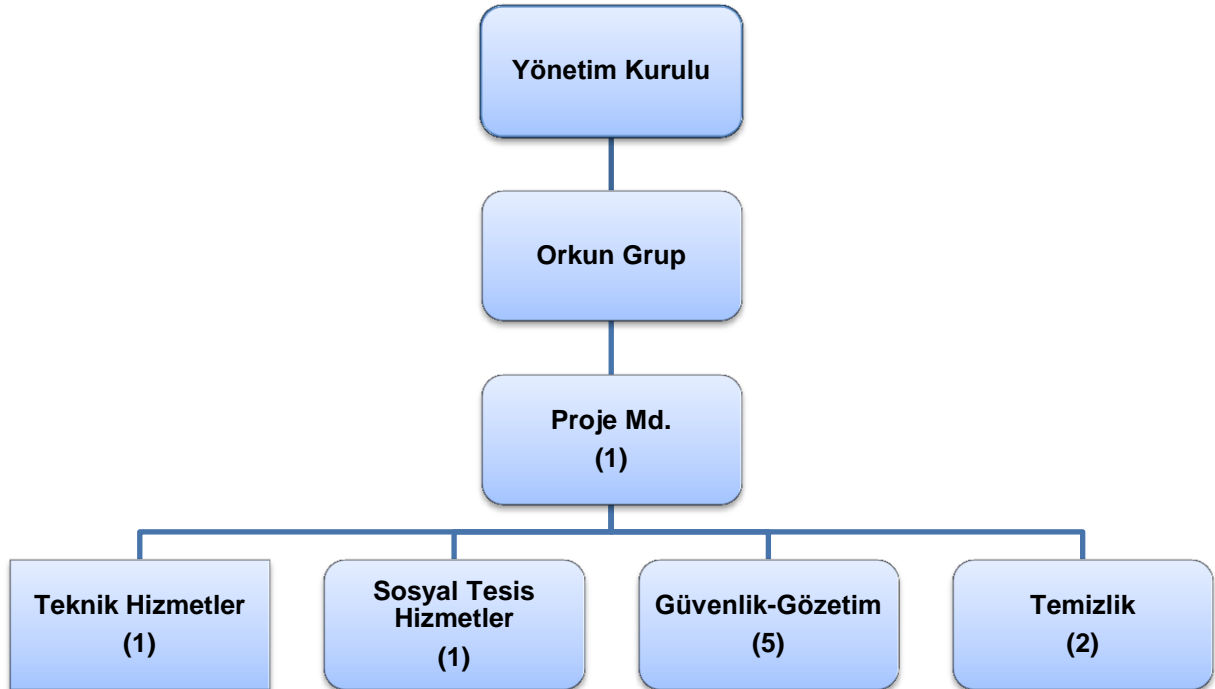 Yönetim Kurulu
Orkun Grup
Proje Md.
(1)
Teknik Hizmetler
(1)
Sosyal Tesis
Hizmetler
(1)
Güvenlik-Gözetim
(5)
Temizlik
(2)